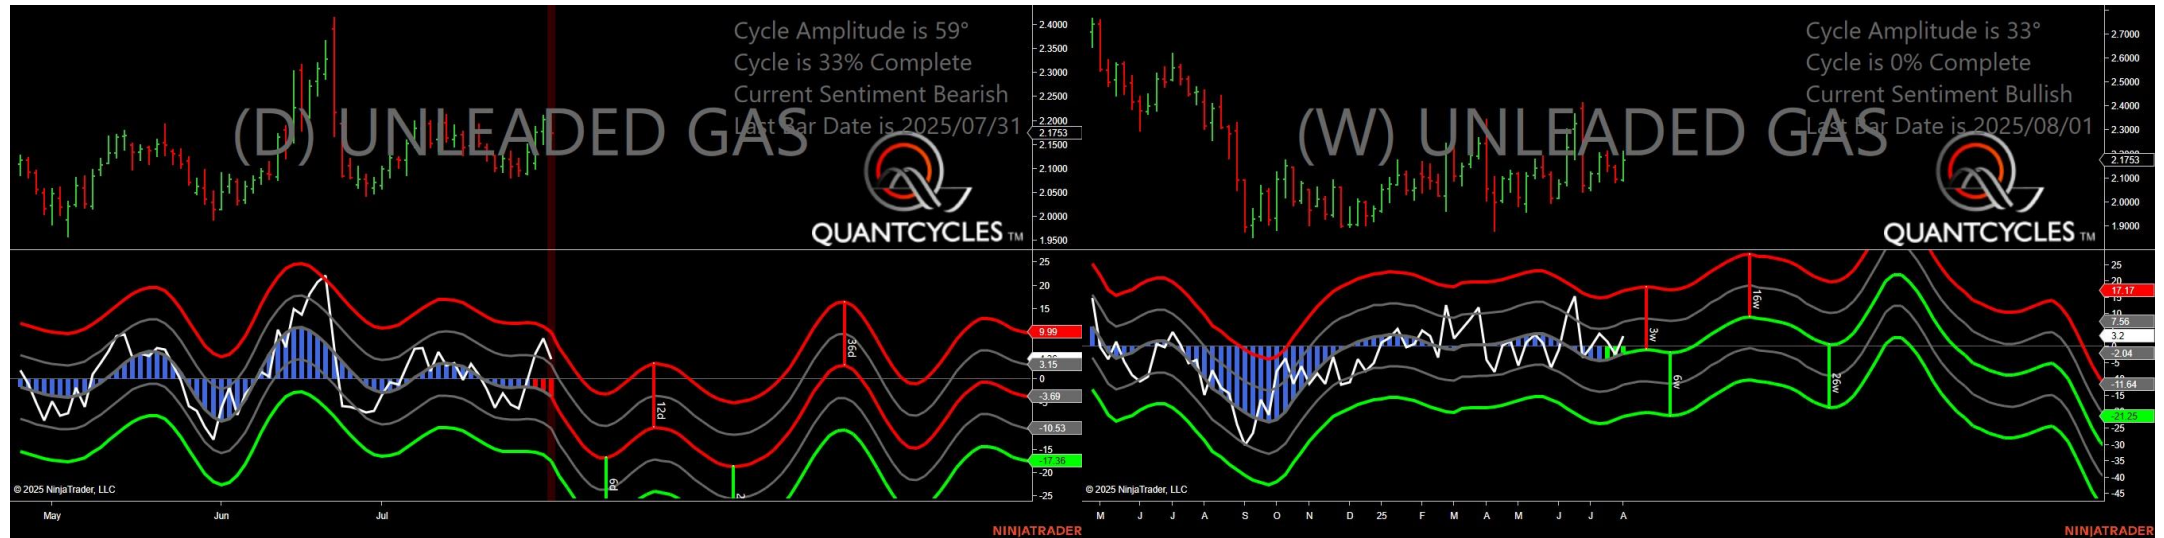 Cycle Amplitude is 59°
Cycle is 33% Complete
Current Sentiment Bearish
Last Bar Date is 2025/07/31
(D) UNLEADED GAS
QUANTCYCLES TM
2.4000
2.3500
2.3000
2.2500
2.2000
2.1753
2.1500
2.1000
2.0500
2.0000
1.9500
25
20
15
9.99
3.15
0
-3.69
-10.53
-15
-17.36
-20
-25
12d
36d
6d
2
© 2025 NinjaTrader, LLC
May
Jun
Jul
NINJATRADER
Cycle Amplitude is 33°
Cycle is 0% Complete
Current Sentiment Bullish
Last Bar Date is 2025/08/01
(W) UNLEADED GAS
QUANTCYCLES TM
2.7000
2.6000
2.5000
2.4000
2.3000
2.1753
2.1000
2.0000
1.9000
25
20
17.17
15
10
7.56
3.2
-2.04
-5
-11.64
-15
-21.25
-25
-30
-35
-40
-45
3w
16w
6w
26w
© 2025 NinjaTrader, LLC
M
J
J
A
S
O
N
D
25
F
M
A
M
J
J
A
NINJATRADER